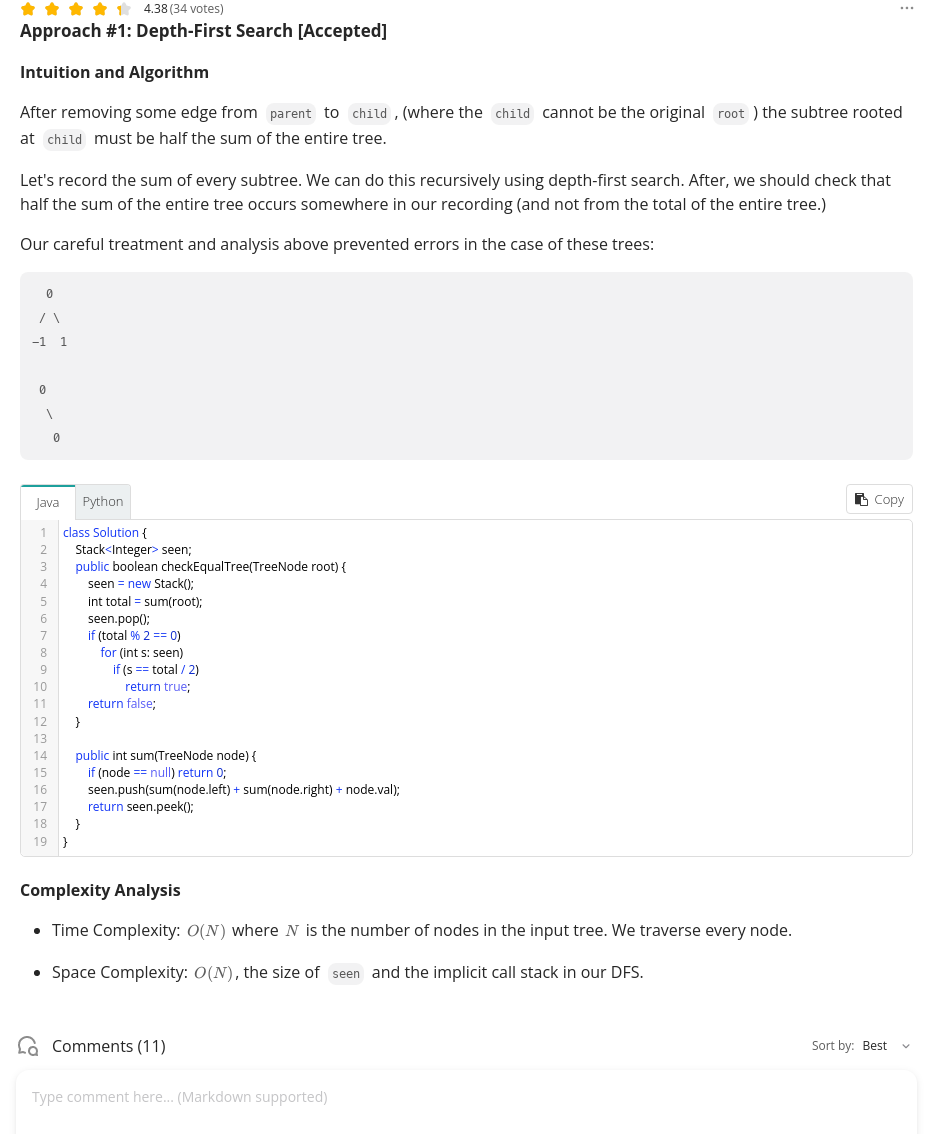 4.38 (34 votes)
Approach #1: Depth-First Search [Accepted]
Intuition and Algorithm
After removing some edge from parent to child , (where the child cannot be the original root ) the subtree rooted
at child must be half the sum of the entire tree.
Let's record the sum of every subtree. We can do this recursively using depth-first search. After, we should check that
half the sum of the entire tree occurs somewhere in our recording (and not from the total of the entire tree.)
Our careful treatment and analysis above prevented errors in the case of these trees:
  0
 / \
-1  1

 0
  \
   0
Java Python Copy
1 class Solution {
2     Stack<Integer> seen;
3     public boolean checkEqualTree(TreeNode root) {
4         seen = new Stack();
5         int total = sum(root);
6         seen.pop();
7         if (total % 2 == 0)
8             for (int s: seen)
9                 if (s == total / 2)
10                     return true;
11         return false;
12     }
13
14     public int sum(TreeNode node) {
15         if (node == null) return 0;
16         seen.push(sum(node.left) + sum(node.right) + node.val);
17         return seen.peek();
18     }
19 }
Complexity Analysis
• Time Complexity: O(N) where N is the number of nodes in the input tree. We traverse every node.
• Space Complexity: O(N), the size of seen and the implicit call stack in our DFS.
Comments (11) Sort by: Best
Type comment here... (Markdown supported)